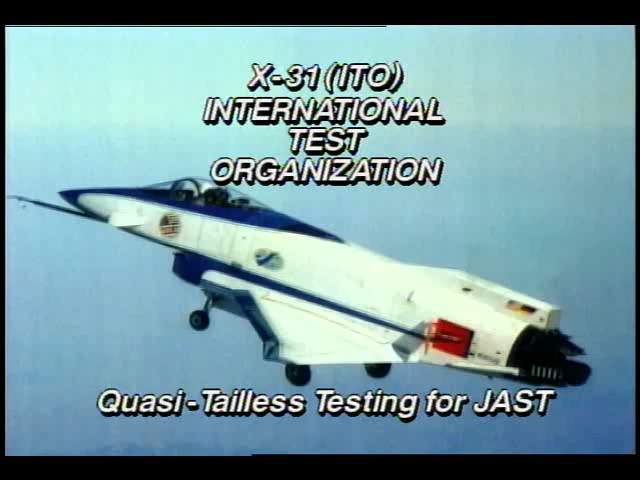 X-31 (ITO)
INTERNATIONAL
TEST
ORGANIZATION
Quasi-Tailless Testing for JAST